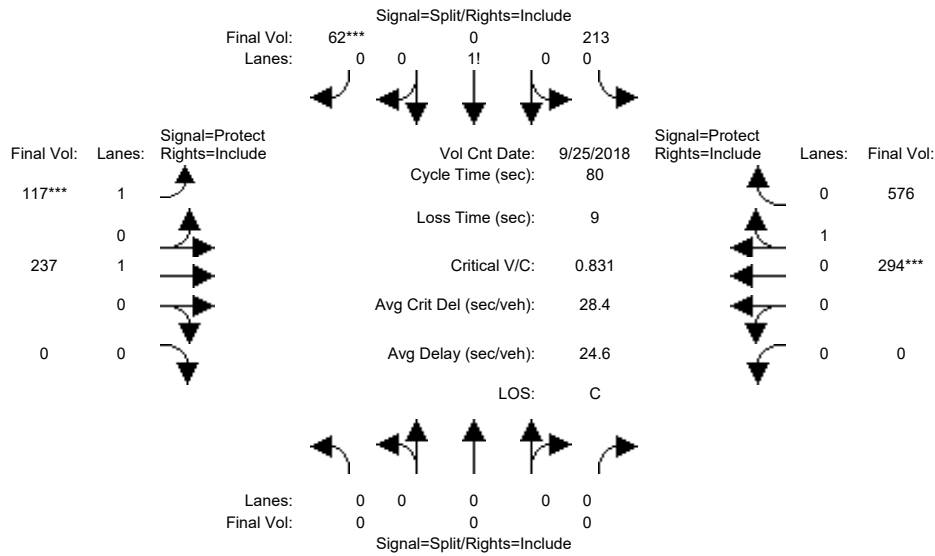 Signal=Split/Rights=Include
Final Vol: 62*** 0 213
Lanes: 0 0 1! 0 0
Signal=Protect
Final Vol: Lanes: Rights=Include
Vol Cnt Date: 9/25/2018
Signal=Protect
Rights=Include Lanes: Final Vol:
Cycle Time (sec): 80
117*** 1
0 576
Loss Time (sec): 9
0
1
237 1
Critical V/C: 0.831
0 294***
0
Avg Crit Del (sec/veh): 28.4
0
0 0
Avg Delay (sec/veh): 24.6
0 0
LOS: C
Lanes: 0 0 0 0 0
Final Vol: 0 0 0
Signal=Split/Rights=Include